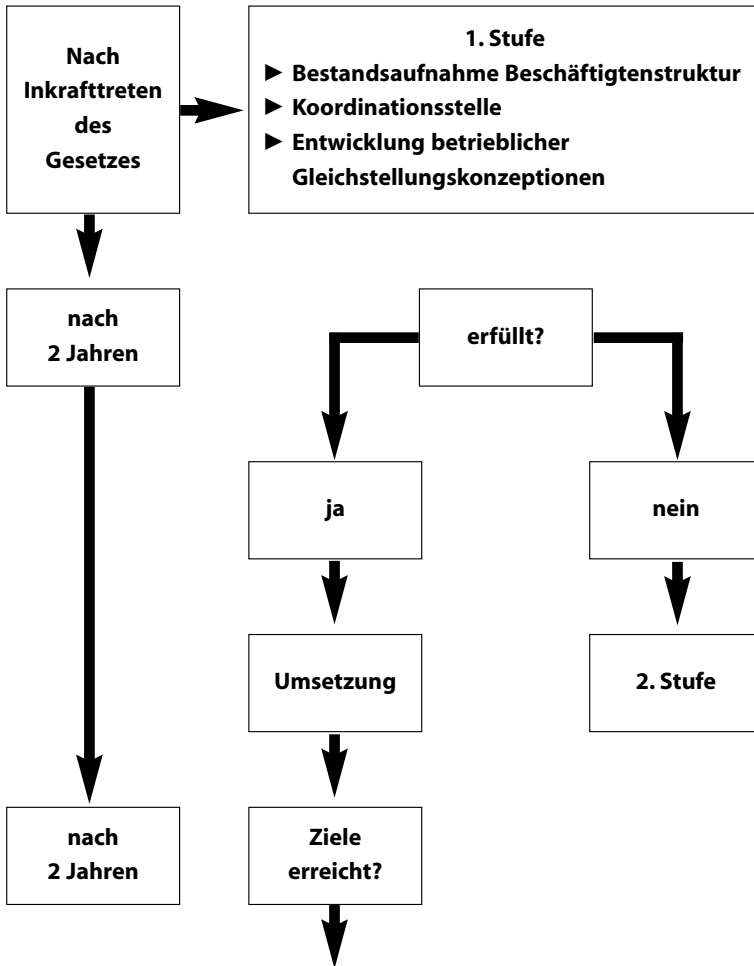 Nach
Inkrafttreten
des
Gesetzes
1. Stufe
► Bestandsaufnahme Beschäftigtenstruktur
► Koordinationsstelle
► Entwicklung betrieblicher
Gleichstellungskonzeptionen
nach
2 Jahren
erfüllt?
ja
nein
Umsetzung
2. Stufe
nach
2 Jahren
Ziele
erreicht?